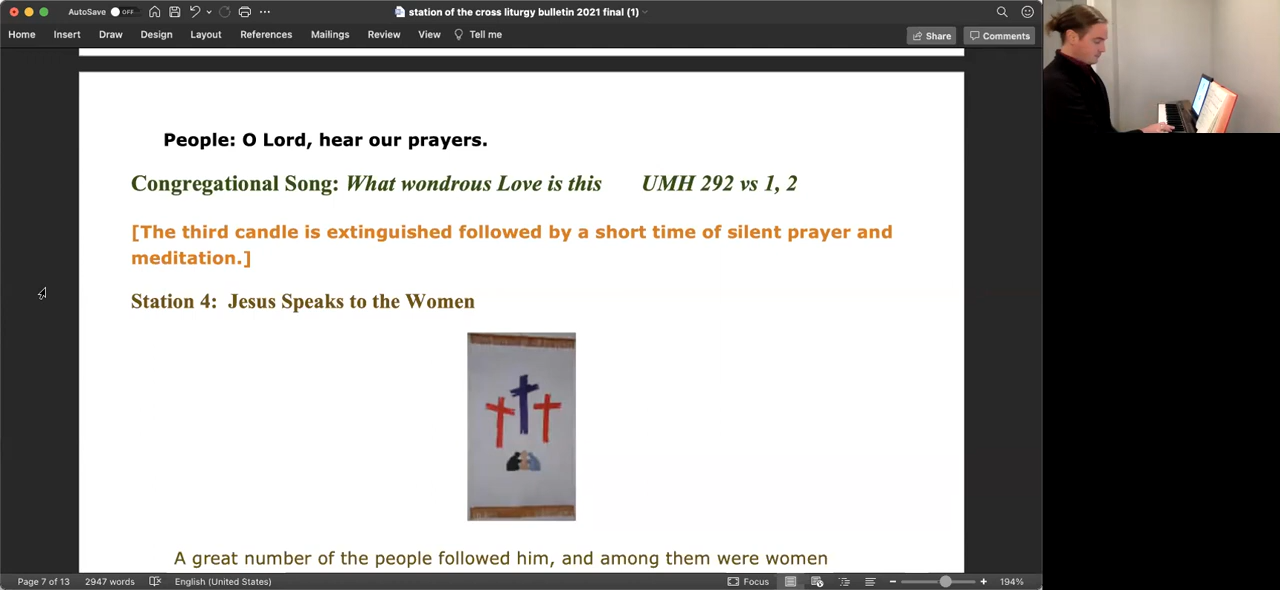 AutoSave OFF
station of the cross liturgy bulletin 2021 final (1)
Home Insert Draw Design Layout References Mailings Review View Tell me Share Comments
People: O Lord, hear our prayers.
Congregational Song: What wondrous Love is this UMH 292 vs 1, 2
[The third candle is extinguished followed by a short time of silent prayer and
meditation.]
Station 4: Jesus Speaks to the Women
A great number of the people followed him, and among them were women
Page 7 of 13 2947 words English (United States) Focus 194%